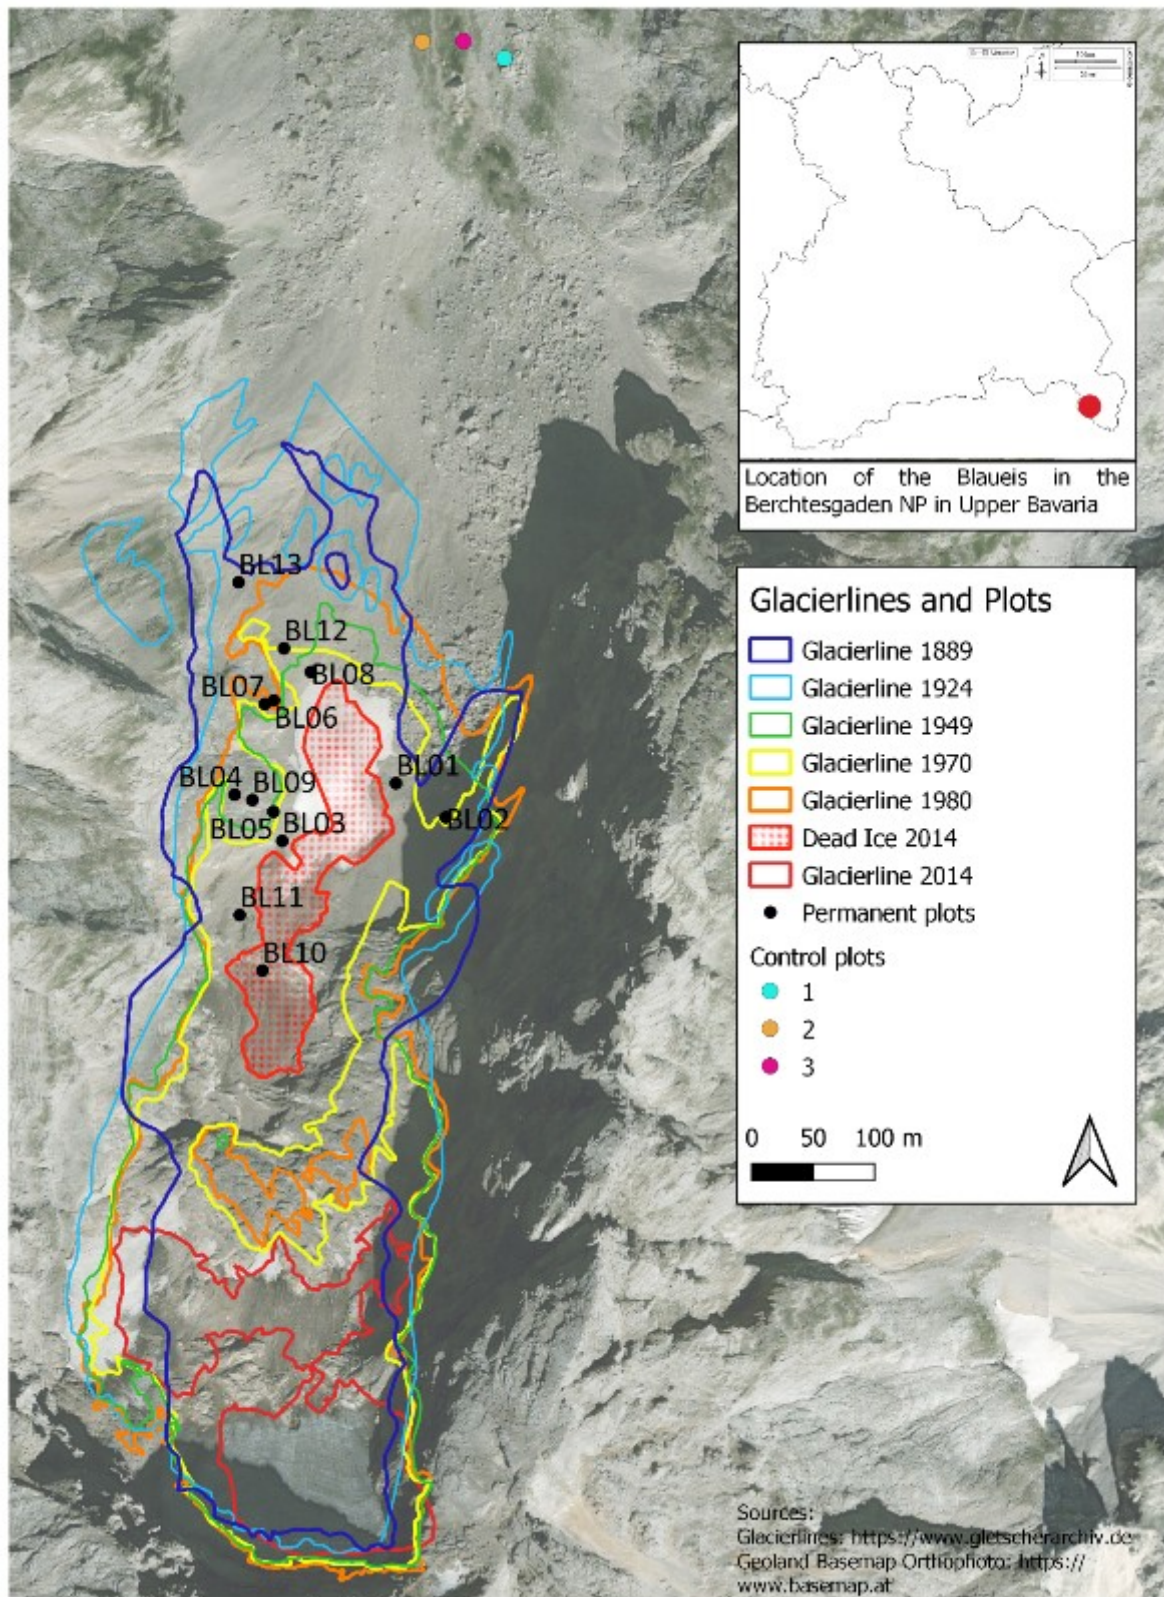 Location of the Blaueis in the
Berchtesgaden NP in Upper Bavaria
BL13
BL12
BL08
BL07
BL06
BL01
BL04
BL09
BL02
BL05
BL03
BL11
BL10
Glacierlines and Plots
Glacierline 1889
Glacierline 1924
Glacierline 1949
Glacierline 1970
Glacierline 1980
Dead Ice 2014
Glacierline 2014
Permanent plots
Control plots
1
2
3
0 50 100 m
Sources:
Glacierlines: https://www.gletscherarchiv.de
Geoland Basemap Orthophoto: https://
www.basemap.at